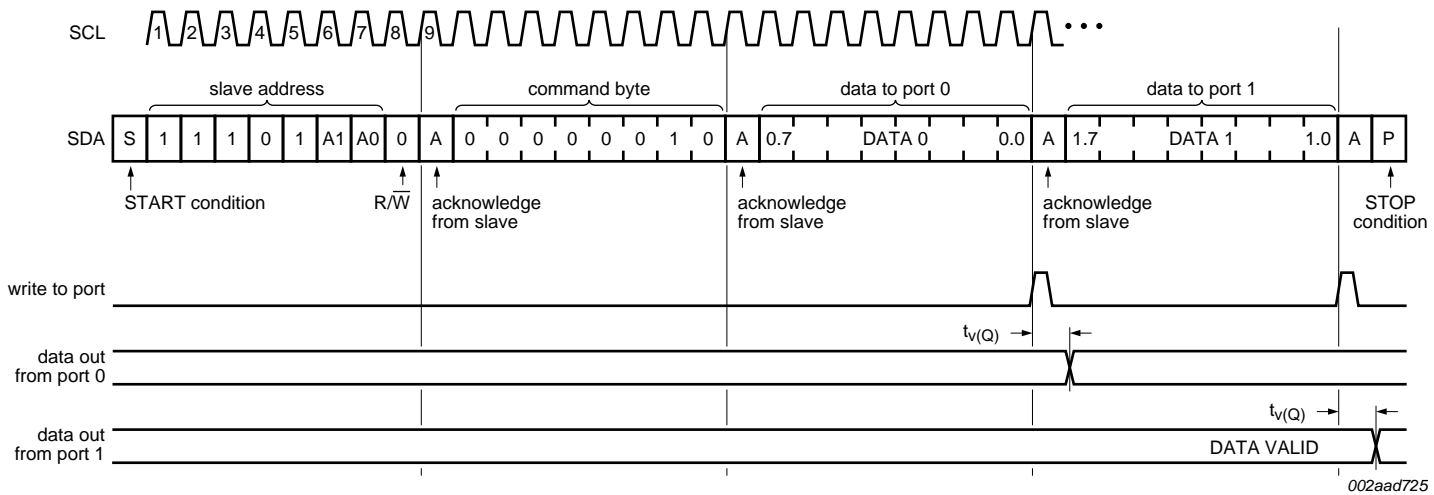 SCL 1 2 3 4 5 6 7 8 9
slave address command byte data to port 0 data to port 1
SDA S 1 1 1 0 1 A1 A0 0 A 0 0 0 0 0 0 1 0 A 0.7 DATA 0 0.0 A 1.7 DATA 1 1.0 A P
START condition R/W̅ acknowledge acknowledge acknowledge STOP
from slave from slave from slave condition
write to port
tv(Q)
data out
from port 0
tv(Q)
data out
from port 1 DATA VALID
002aad725